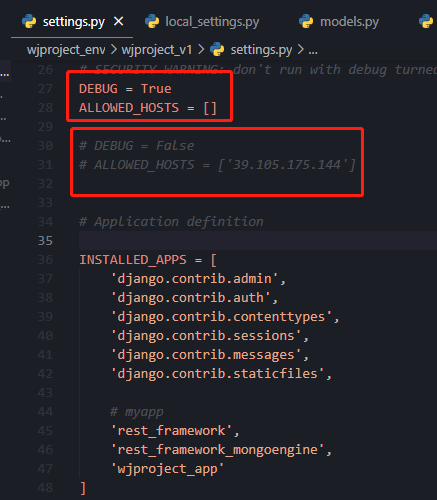 settings.py
local_settings.py
models.py
wjproject_env > wjproject_v1 > settings.py > ...
26 # SECURITY WARNING: don't run with debug turned
27 DEBUG = True
28 ALLOWED_HOSTS = []
29
30 # DEBUG = False
31 # ALLOWED_HOSTS = ['39.105.175.144']
32
33
34 # Application definition
35
36 INSTALLED_APPS = [
37 'django.contrib.admin',
38 'django.contrib.auth',
39 'django.contrib.contenttypes',
40 'django.contrib.sessions',
41 'django.contrib.messages',
42 'django.contrib.staticfiles',
43
44 # myapp
45 'rest_framework',
46 'rest_framework_mongoengine',
47 'wjproject_app'
48 ]